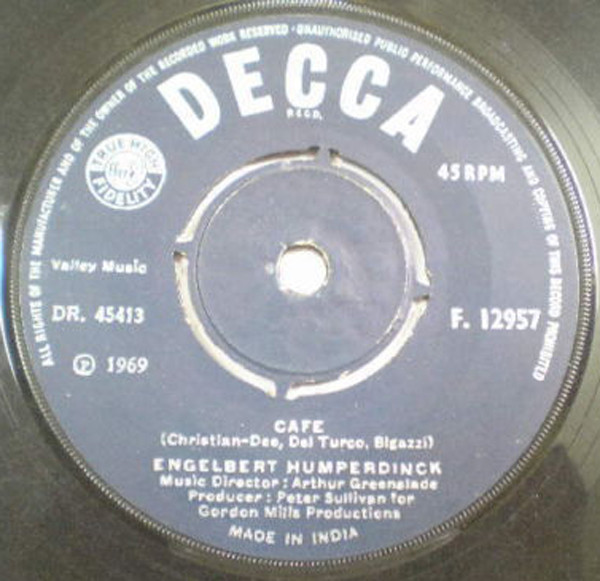 ALL RIGHTS OF THE MANUFACTURER AND OF THE OWNER OF THE RECORDED WORK RESERVED · UNAUTHORISED PUBLIC PERFORMANCE BROADCASTING AND COPYING OF THIS RECORD PROHIBITED
DECCA
REGD.
TRUE HIGH
ffrr
FIDELITY
45 RPM
Valley Music
DR. 45413
F. 12957
Ⓟ 1969
CAFE
(Christian-Dee, Del Turco, Bigazzi)
ENGELBERT HUMPERDINCK
Music Director : Arthur Greenslade
Producer : Peter Sullivan for
Gordon Mills Productions
MADE IN INDIA